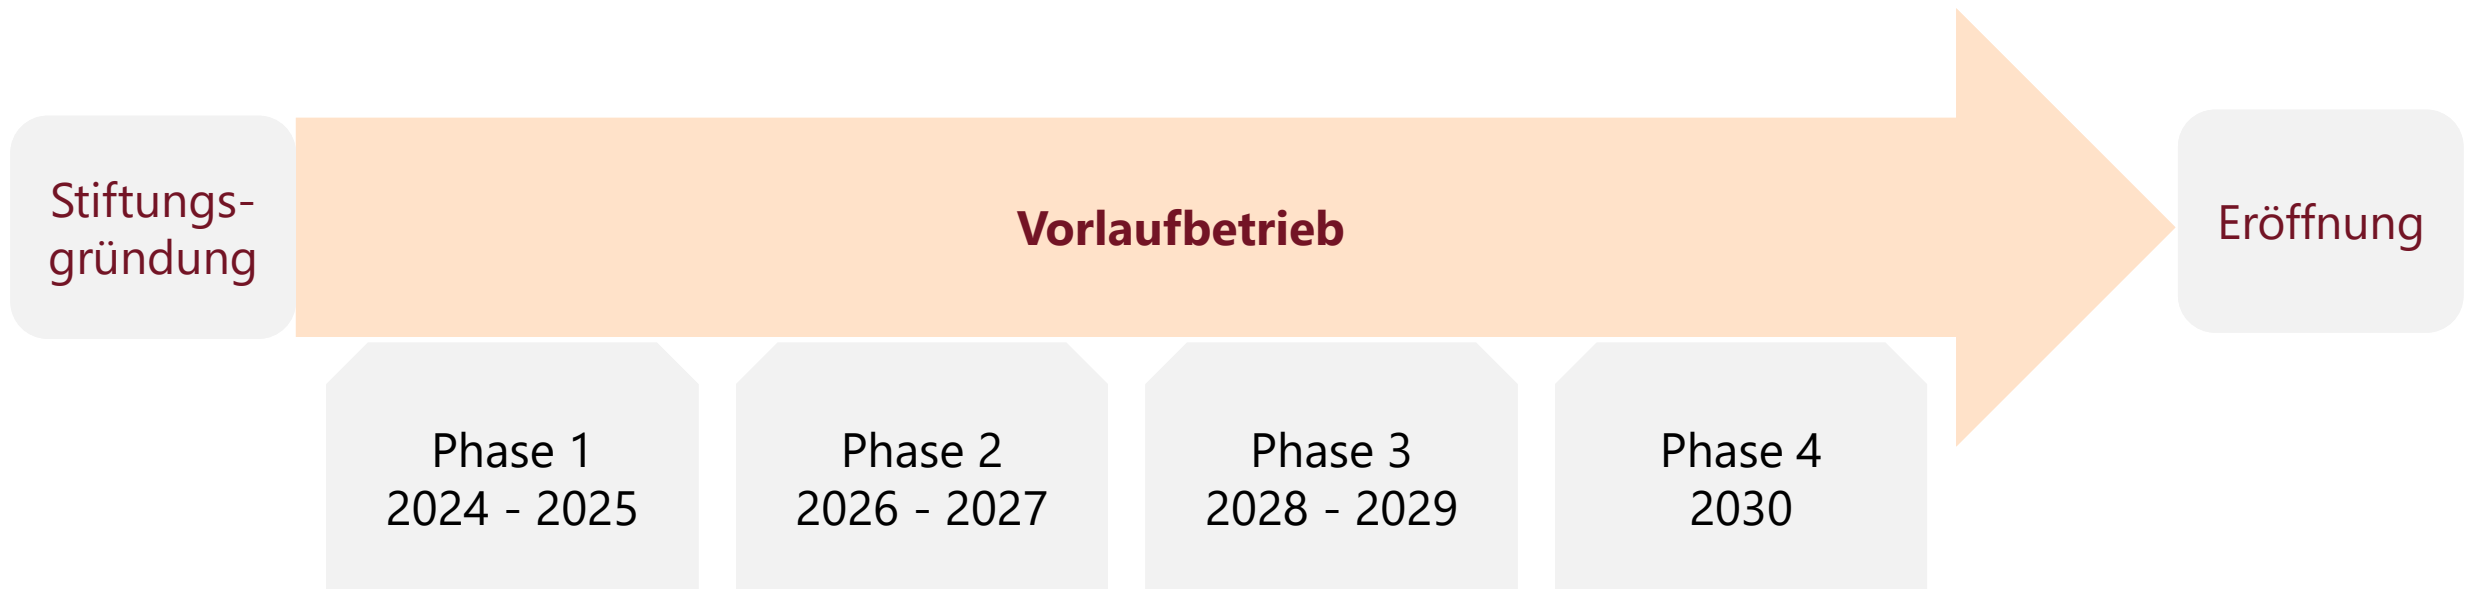 Stiftungs-
gründung
Vorlaufbetrieb
Eröffnung
Phase 1
2024 - 2025
Phase 2
2026 - 2027
Phase 3
2028 - 2029
Phase 4
2030